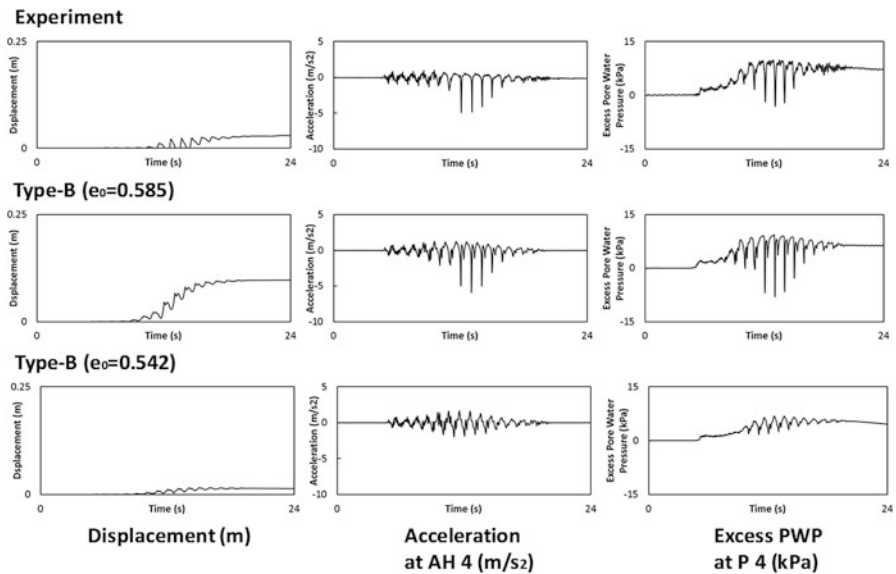 Experiment
0.25
Dsplacement (m)
0
0
Time (s)
24
5
0
-5
-10
Acceleration (m/s2)
0
Time (s)
24
15
0
-15
Excess Pore Water
Pressure (kPa)
0
Time (s)
24
Type-B (e0=0.585)
0.25
Dsplacement (m)
0
0
Time (s)
24
5
0
-5
-10
Acceleration (m/s2)
0
Time (s)
24
15
0
-15
Excess Pore Water
Pressure (kPa)
0
Time (s)
24
Type-B (e0=0.542)
0.25
Dsplacement (m)
0
0
Time (s)
24
5
0
-5
-10
Acceleration (m/s2)
0
Time (s)
24
15
0
-15
Excess Pore Water
Pressure (kPa)
0
Time (s)
24
Displacement (m)
Acceleration
at AH 4 (m/s2)
Excess PWP
at P 4 (kPa)